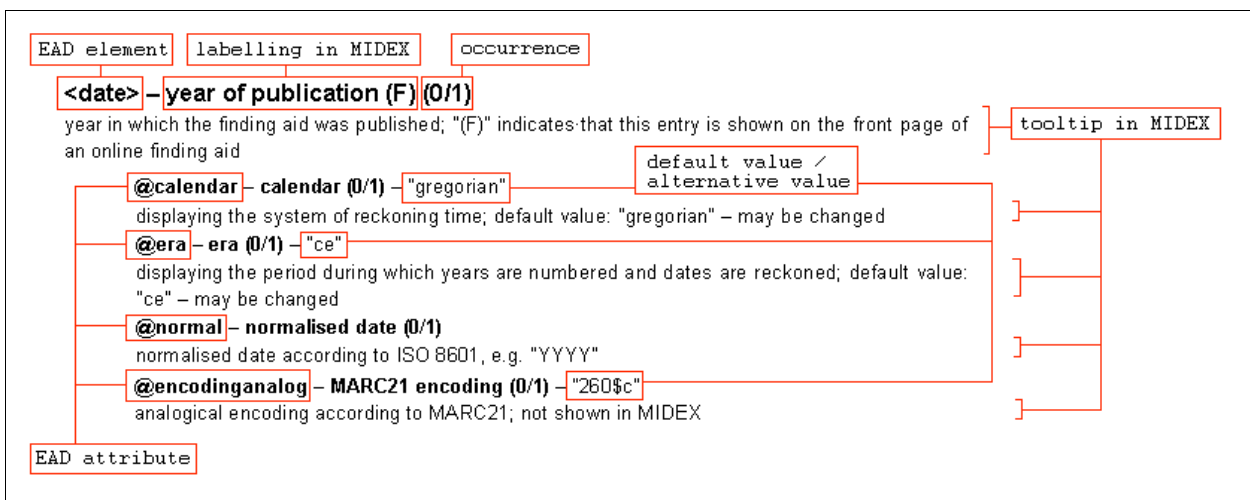 EAD element
labelling in MIDEX
occurrence
<date> – year of publication (F) (0/1)
year in which the finding aid was published; "(F)" indicates·that this entry is shown on the front page of
an online finding aid
tooltip in MIDEX
default value /
alternative value
@calendar – calendar (0/1) – "gregorian"
displaying the system of reckoning time; default value: "gregorian" – may be changed
@era – era (0/1) – "ce"
displaying the period during which years are numbered and dates are reckoned; default value:
"ce" – may be changed
@normal – normalised date (0/1)
normalised date according to ISO 8601, e.g. "YYYY"
@encodinganalog – MARC21 encoding (0/1) – "260$c"
analogical encoding according to MARC21; not shown in MIDEX
EAD attribute